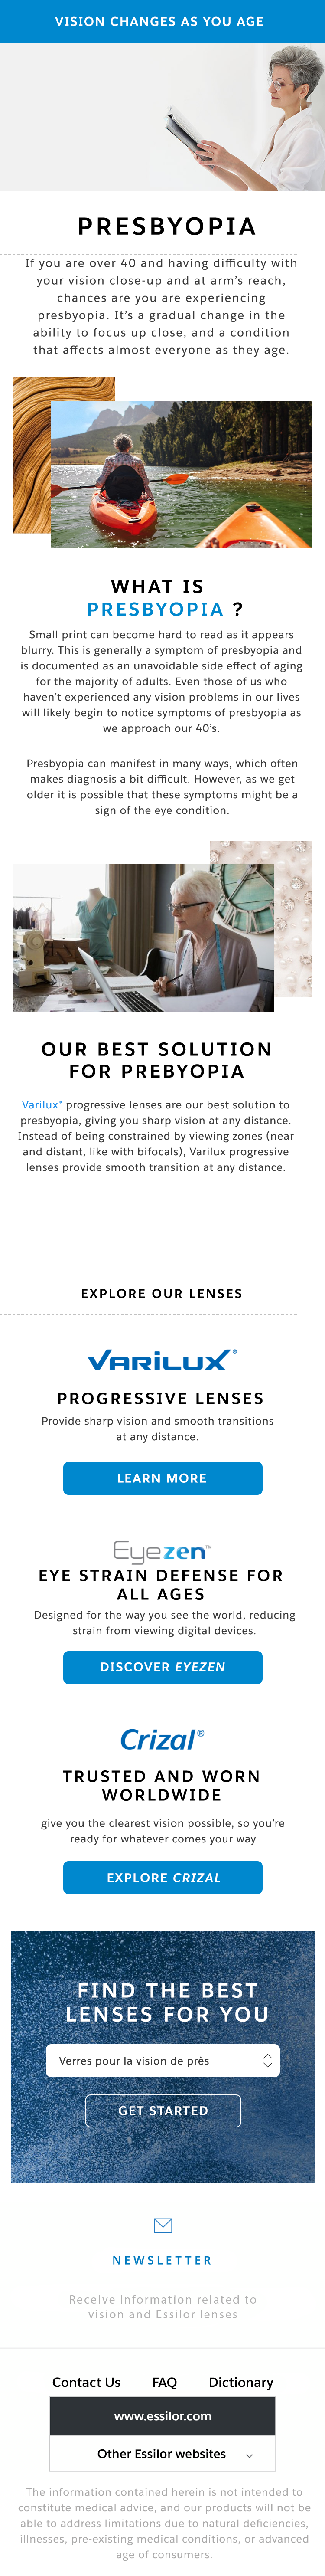 VISION CHANGES AS YOU AGE
PRESBYOPIA
If you are over 40 and having difficulty with
your vision close-up and at arm's reach,
chances are you are experiencing
presbyopia. It's a gradual change in the
ability to focus up close, and a condition
that affects almost everyone as they age.
WHAT IS
PRESBYOPIA ?
Small print can become hard to read as it appears
blurry. This is generally a symptom of presbyopia and
is documented as an unavoidable side effect of aging
for the majority of adults. Even those of us who
haven't experienced any vision problems in our lives
will likely begin to notice symptoms of presbyopia as
we approach our 40's.
Presbyopia can manifest in many ways, which often
makes diagnosis a bit difficult. However, as we get
older it is possible that these symptoms might be a
sign of the eye condition.
OUR BEST SOLUTION
FOR PREBYOPIA
Varilux® progressive lenses are our best solution to
presbyopia, giving you sharp vision at any distance.
Instead of being constrained by viewing zones (near
and distant, like with bifocals), Varilux progressive
lenses provide smooth transition at any distance.
EXPLORE OUR LENSES
VARILUX®
PROGRESSIVE LENSES
Provide sharp vision and smooth transitions
at any distance.
LEARN MORE
Eyezen™
EYE STRAIN DEFENSE FOR
ALL AGES
Designed for the way you see the world, reducing
strain from viewing digital devices.
DISCOVER EYEZEN
Crizal®
TRUSTED AND WORN
WORLDWIDE
give you the clearest vision possible, so you're
ready for whatever comes your way
EXPLORE CRIZAL
FIND THE BEST
LENSES FOR YOU
Verres pour la vision de près
GET STARTED
NEWSLETTER
Receive information related to
vision and Essilor lenses
Contact Us FAQ Dictionary
www.essilor.com
Other Essilor websites
The information contained herein is not intended to
constitute medical advice, and our products will not be
able to address limitations due to natural deficiencies,
illnesses, pre-existing medical conditions, or advanced
age of consumers.